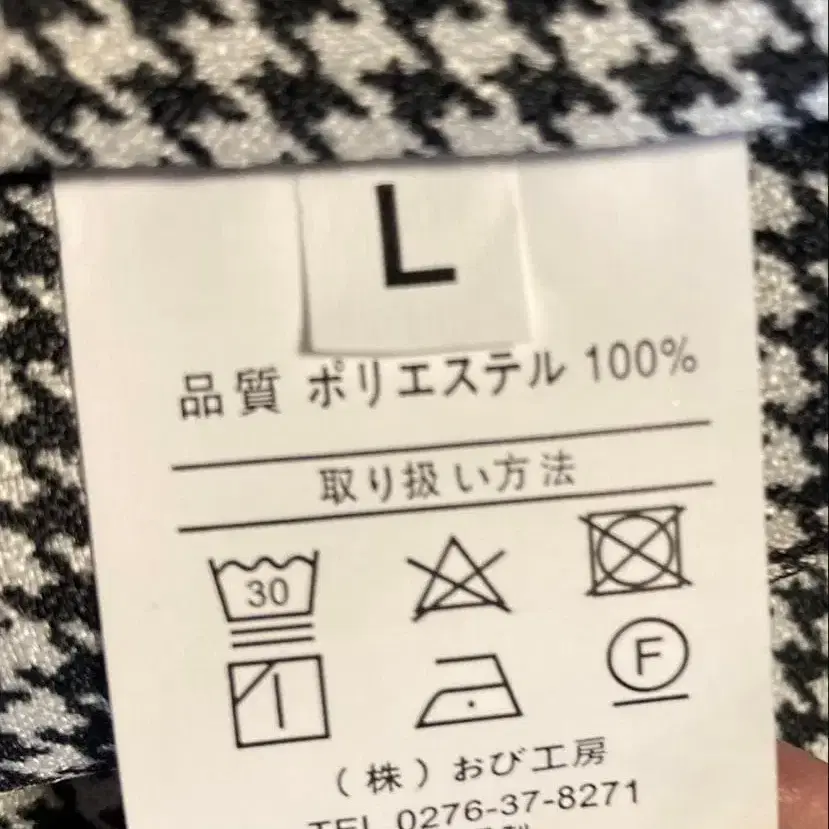 L
品質 ポリエステル 100%
取り扱い方法
30
F
(株)おび工房
TEL 0276-37-8271